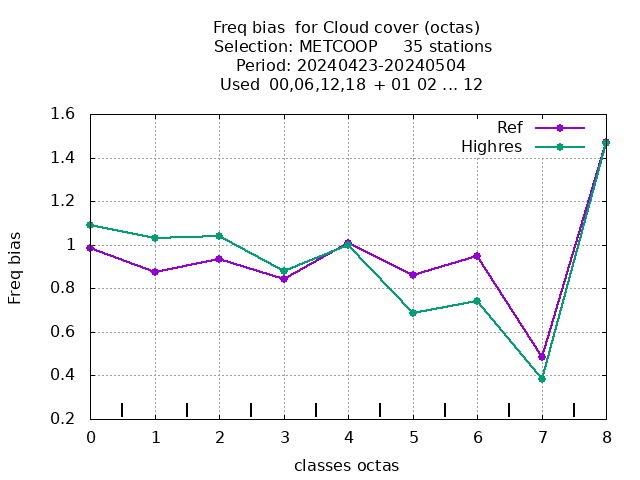 Freq bias  for Cloud cover (octas)
Selection: METCOOP     35 stations
Period: 20240423-20240504
Used  00,06,12,18  + 01 02 ... 12
Ref
Highres
1.6
1.4
1.2
1
0.8
0.6
0.4
0.2
Freq bias
0 1 2 3 4 5 6 7 8
classes octas